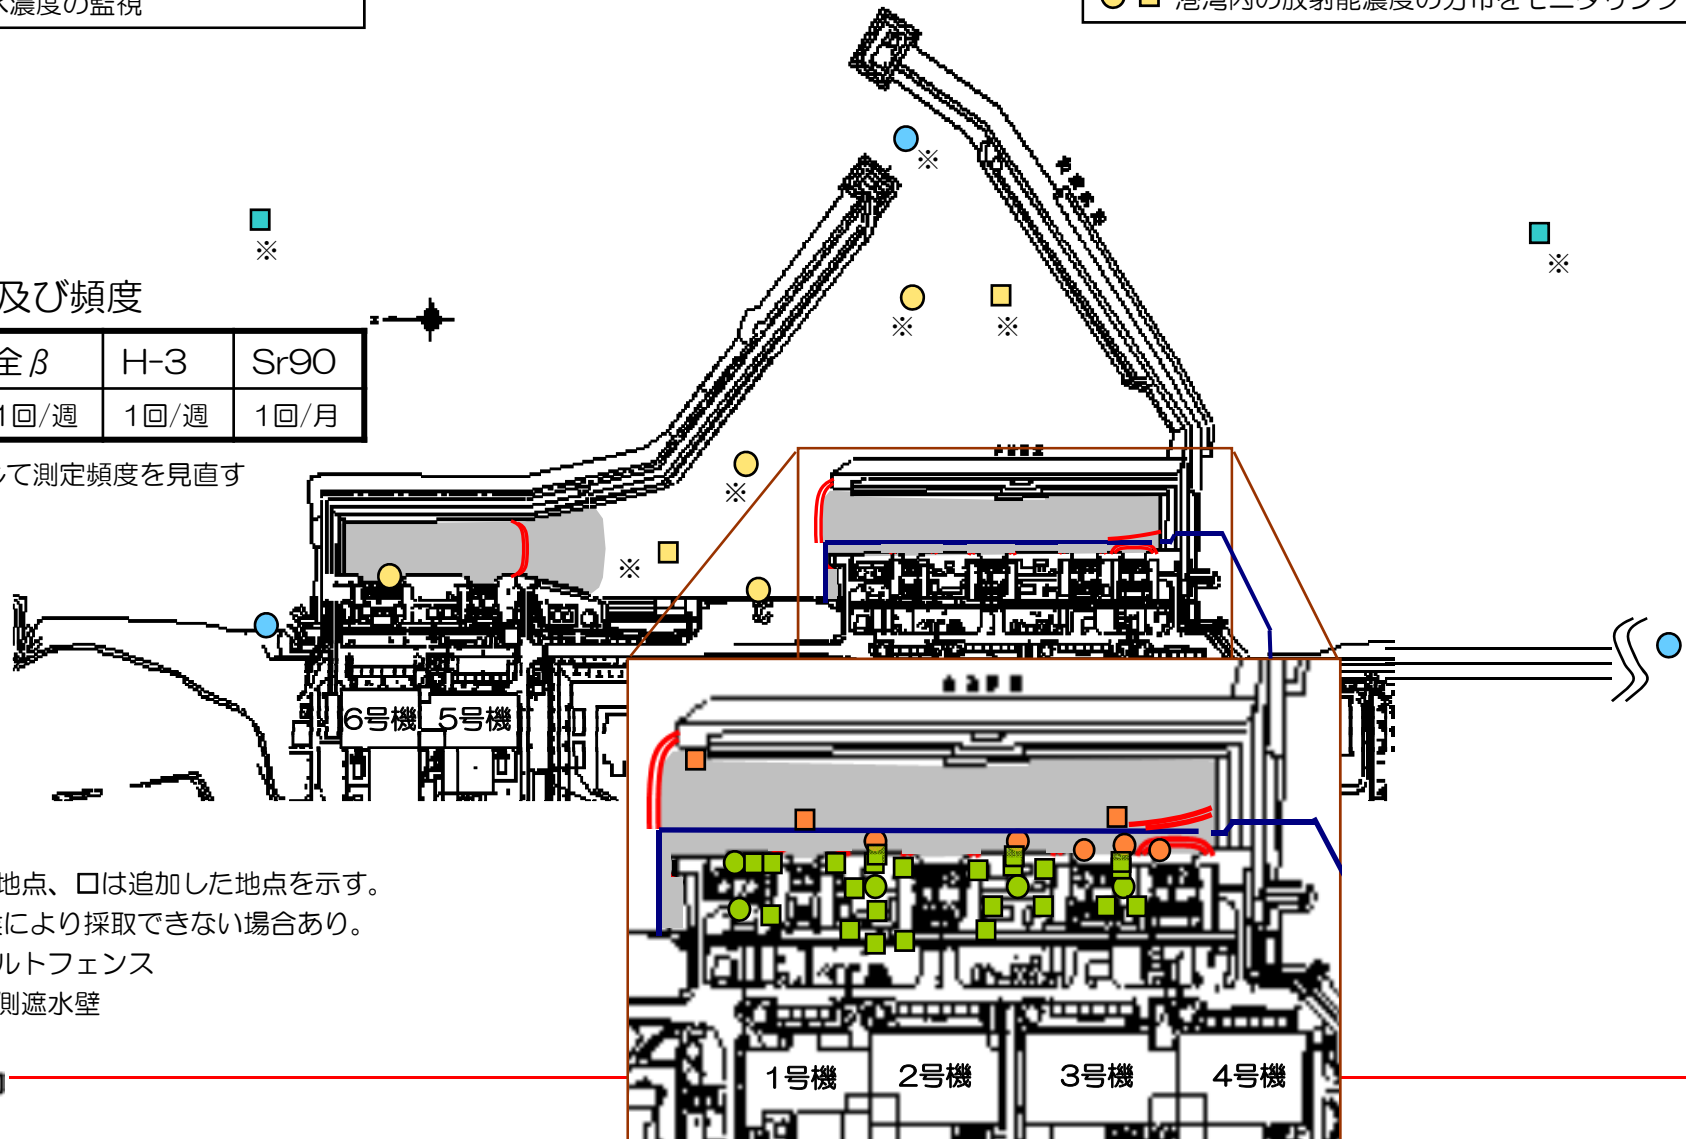 水濃度の監視
港湾内の放射能濃度の分布をモニタリング
※
※
※
※
※
及び頻度
全β H-3 Sr90
1回/週 1回/週 1回/月
して測定頻度を見直す
※
※
6号機 5号機
地点、口は追加した地点を示す。
により採取できない場合あり。
ルトフェンス
側遮水壁
1号機 2号機 3号機 4号機